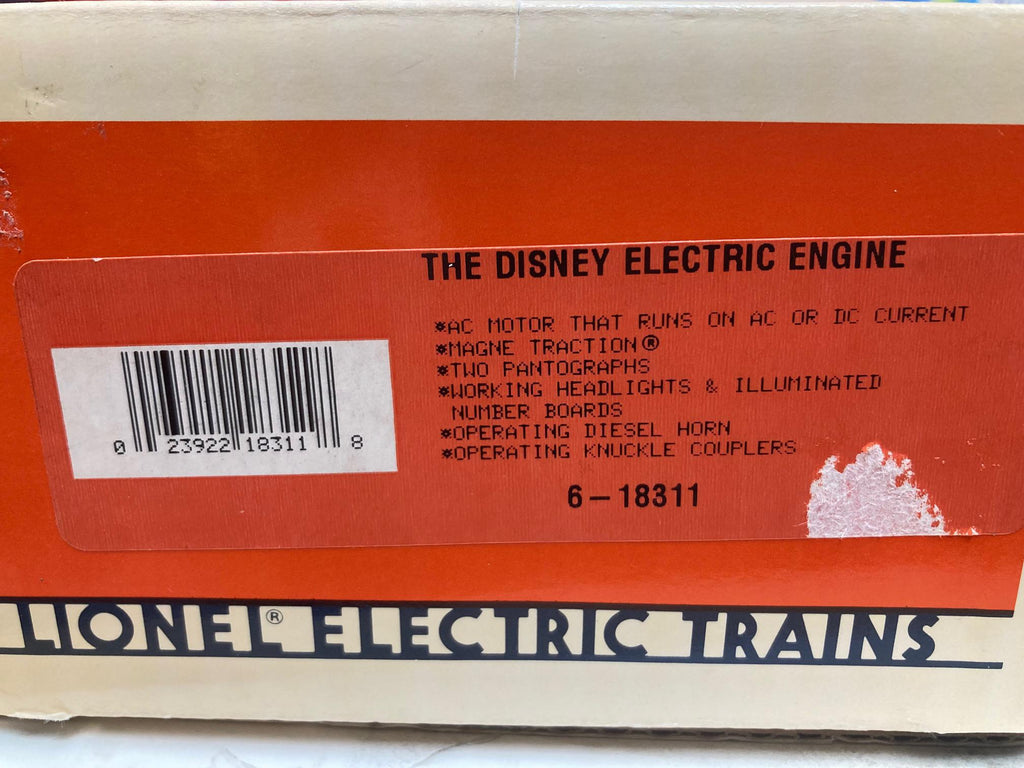 THE DISNEY ELECTRIC ENGINE
*AC MOTOR THAT RUNS ON AC OR DC CURRENT
*MAGNE TRACTION®
*TWO PANTOGRAPHS
*WORKING HEADLIGHTS & ILLUMINATED
NUMBER BOARDS
*OPERATING DIESEL HORN
*OPERATING KNUCKLE COUPLERS
6-18311
0 23922 18311 8
LIONEL® ELECTRIC TRAINS